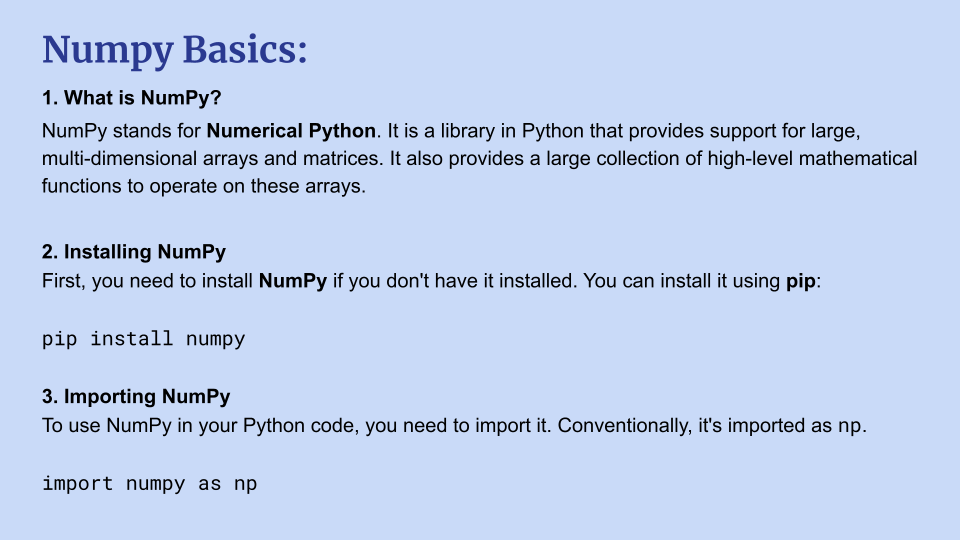 Numpy Basics:
1. What is NumPy?
NumPy stands for Numerical Python. It is a library in Python that provides support for large,
multi-dimensional arrays and matrices. It also provides a large collection of high-level mathematical
functions to operate on these arrays.
2. Installing NumPy
First, you need to install NumPy if you don't have it installed. You can install it using pip:
pip install numpy
3. Importing NumPy
To use NumPy in your Python code, you need to import it. Conventionally, it's imported as np.
import numpy as np